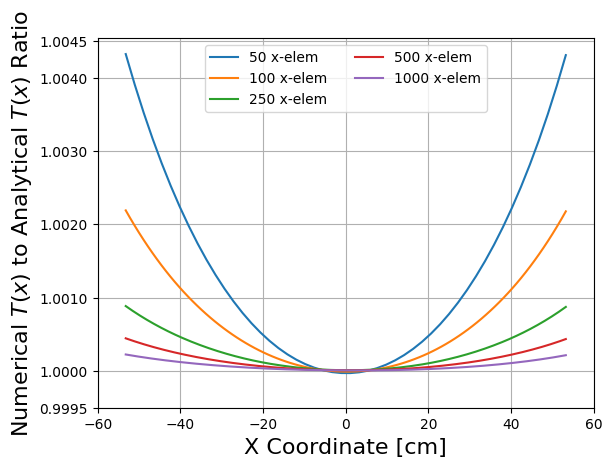 Numerical T(x) to Analytical T(x) Ratio
1.0045
1.0040
1.0030
1.0020
1.0010
1.0000
0.9995
50 x-elem
100 x-elem
250 x-elem
500 x-elem
1000 x-elem
−60
−40
−20
0
20
40
60
X Coordinate [cm]